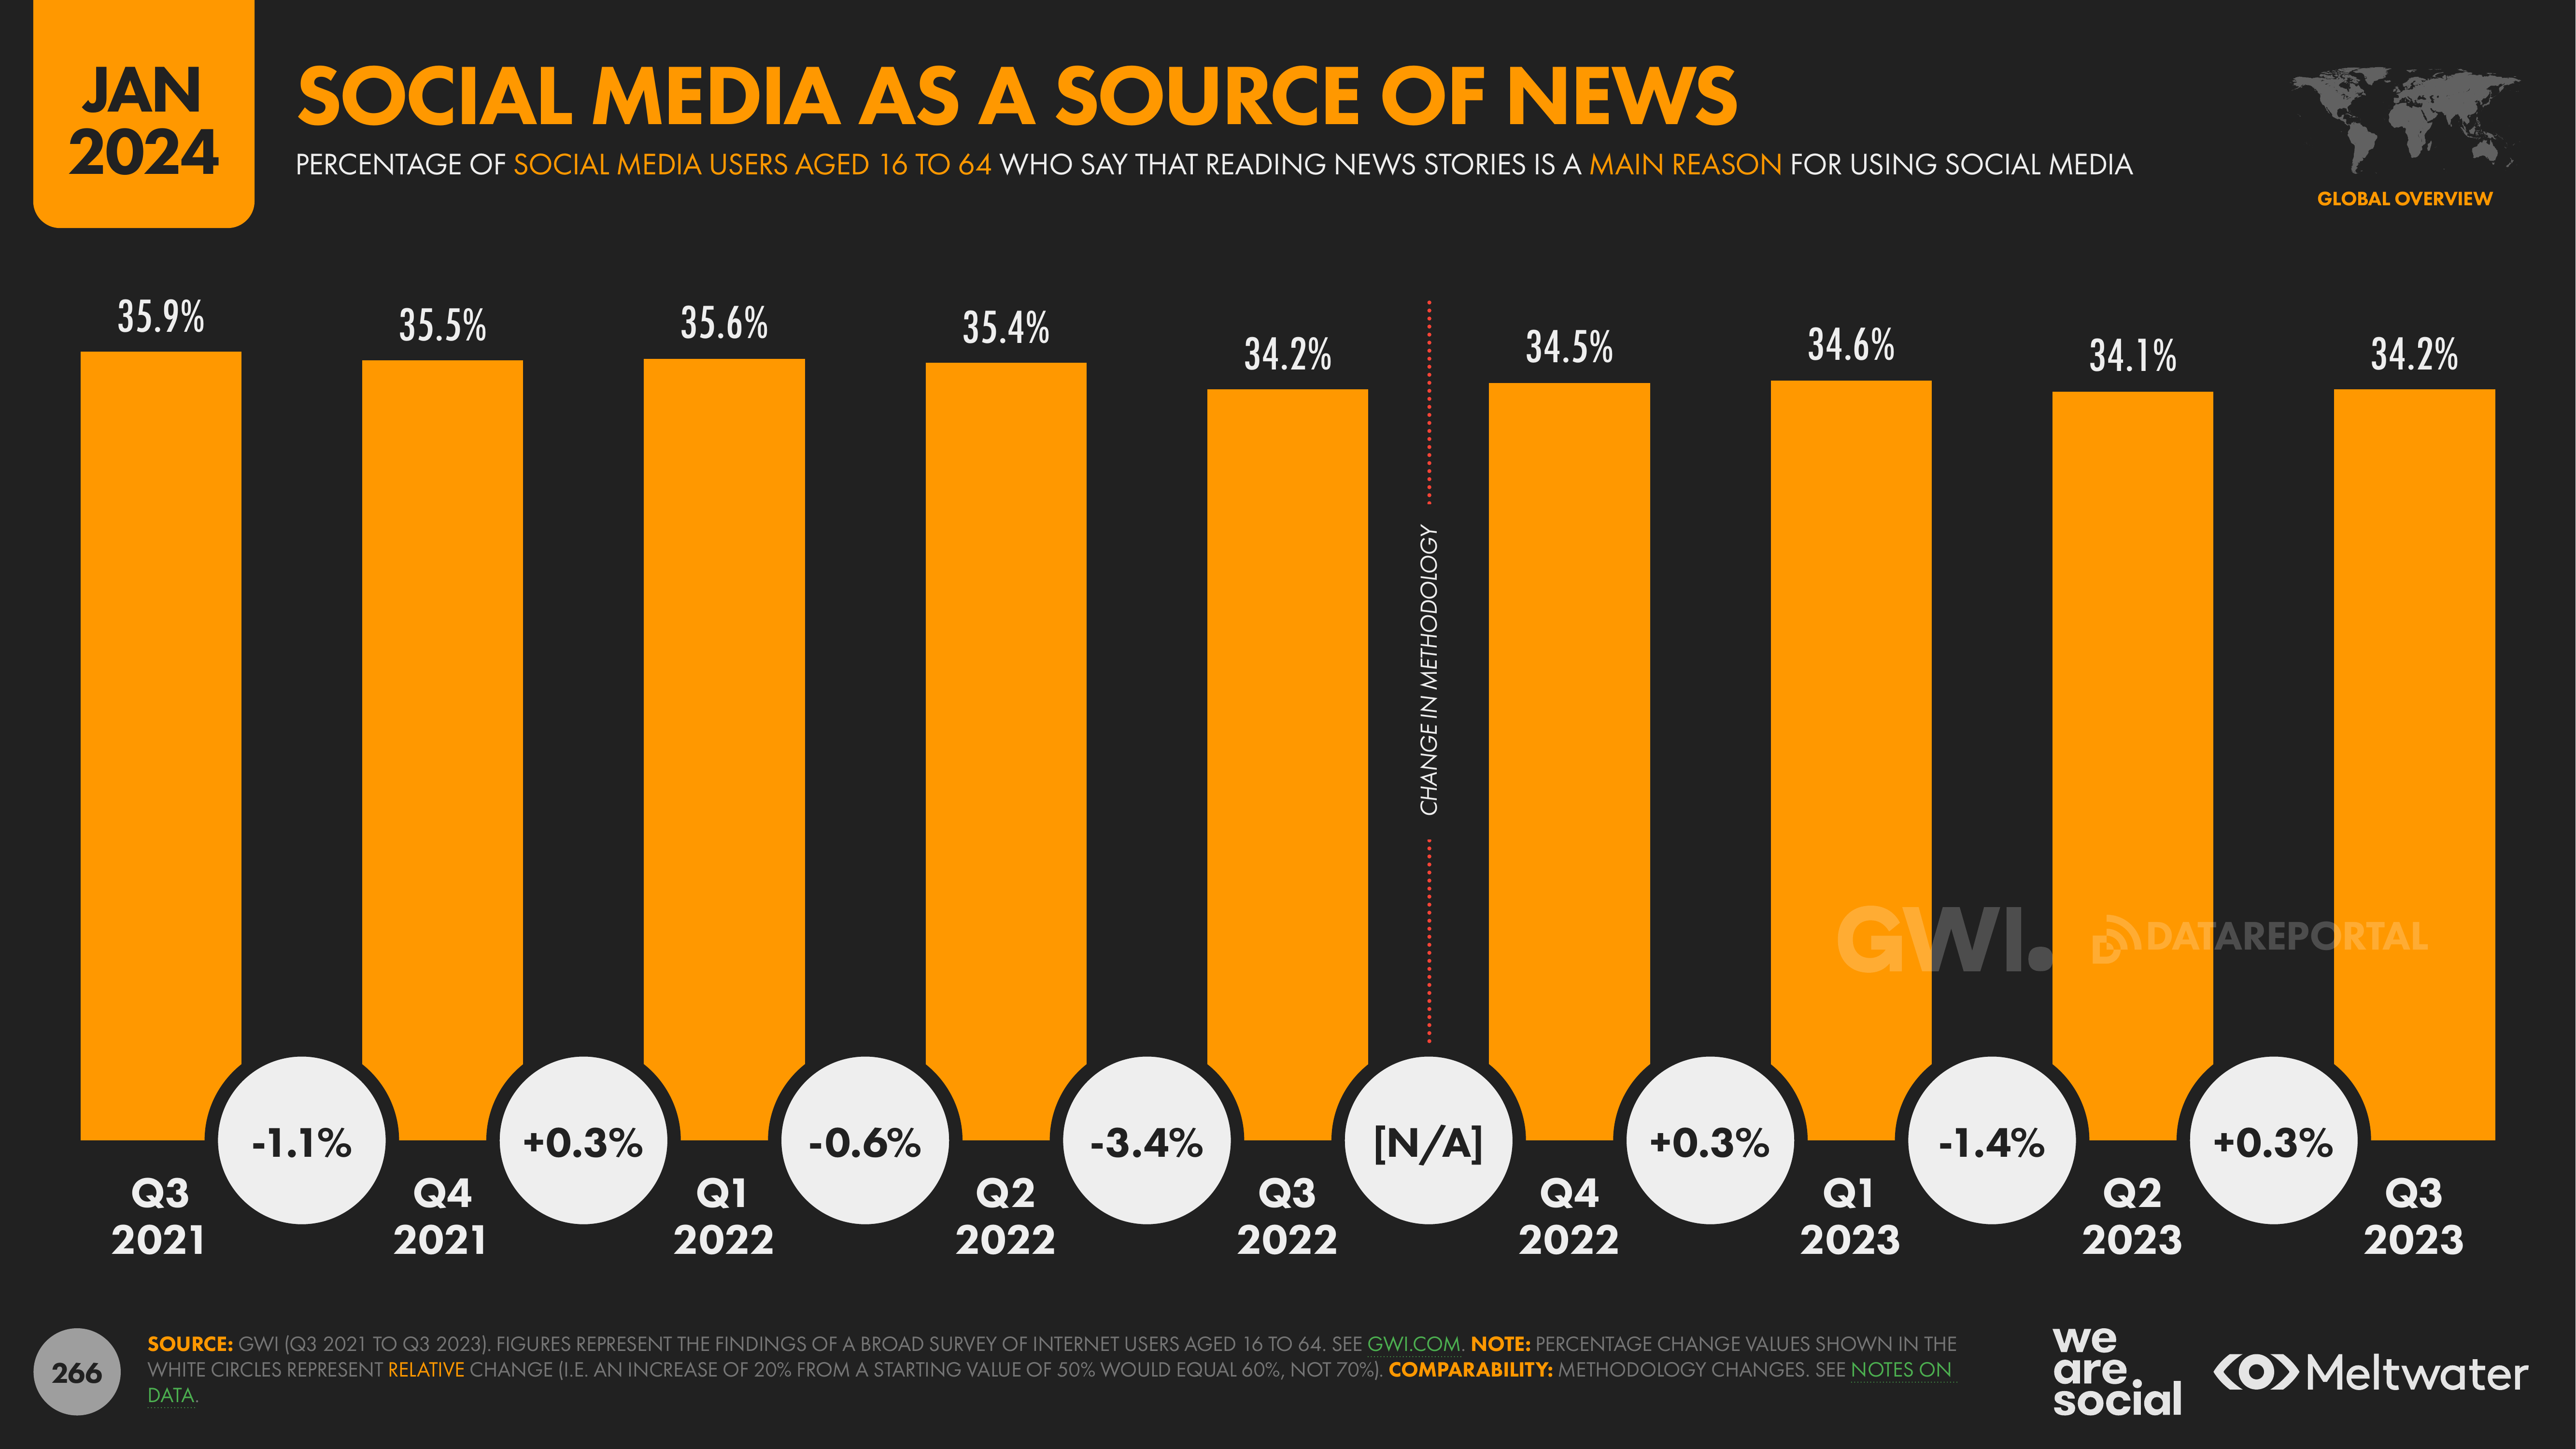 JAN
2024
SOCIAL MEDIA AS A SOURCE OF NEWS
PERCENTAGE OF SOCIAL MEDIA USERS AGED 16 TO 64 WHO SAY THAT READING NEWS STORIES IS A MAIN REASON FOR USING SOCIAL MEDIA
GLOBAL OVERVIEW
35.9%
35.5%
35.6%
35.4%
34.2%
34.5%
34.6%
34.1%
34.2%
CHANGE IN METHODOLOGY
GWI.
DATAREPORTAL
-1.1%
+0.3%
-0.6%
-3.4%
[N/A]
+0.3%
-1.4%
+0.3%
Q3
2021
Q4
2021
Q1
2022
Q2
2022
Q3
2022
Q4
2022
Q1
2023
Q2
2023
Q3
2023
266
SOURCE: GWI (Q3 2021 TO Q3 2023). FIGURES REPRESENT THE FINDINGS OF A BROAD SURVEY OF INTERNET USERS AGED 16 TO 64. SEE GWI.COM. NOTE: PERCENTAGE CHANGE VALUES SHOWN IN THE
WHITE CIRCLES REPRESENT RELATIVE CHANGE (I.E. AN INCREASE OF 20% FROM A STARTING VALUE OF 50% WOULD EQUAL 60%, NOT 70%). COMPARABILITY: METHODOLOGY CHANGES. SEE NOTES ON
DATA.
we
are
social
Meltwater